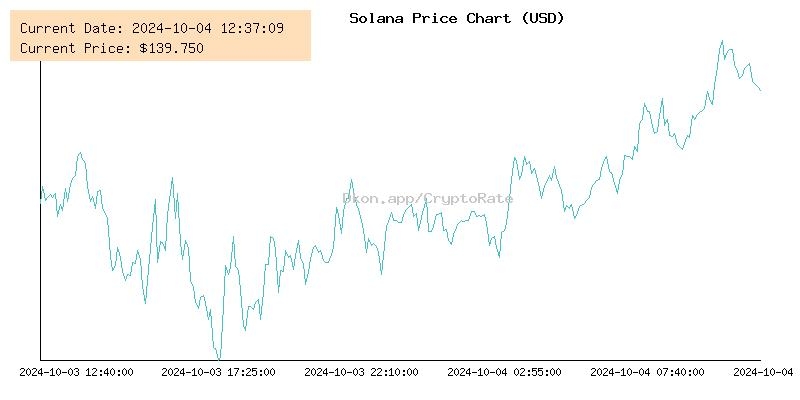 Solana Price Chart (USD)
Current Date: 2024-10-04 12:37:09
Current Price: $139.750
Dkon.app/CryptoRate
2024-10-03 12:40:00 2024-10-03 17:25:00 2024-10-03 22:10:00 2024-10-04 02:55:00 2024-10-04 07:40:00 2024-10-04